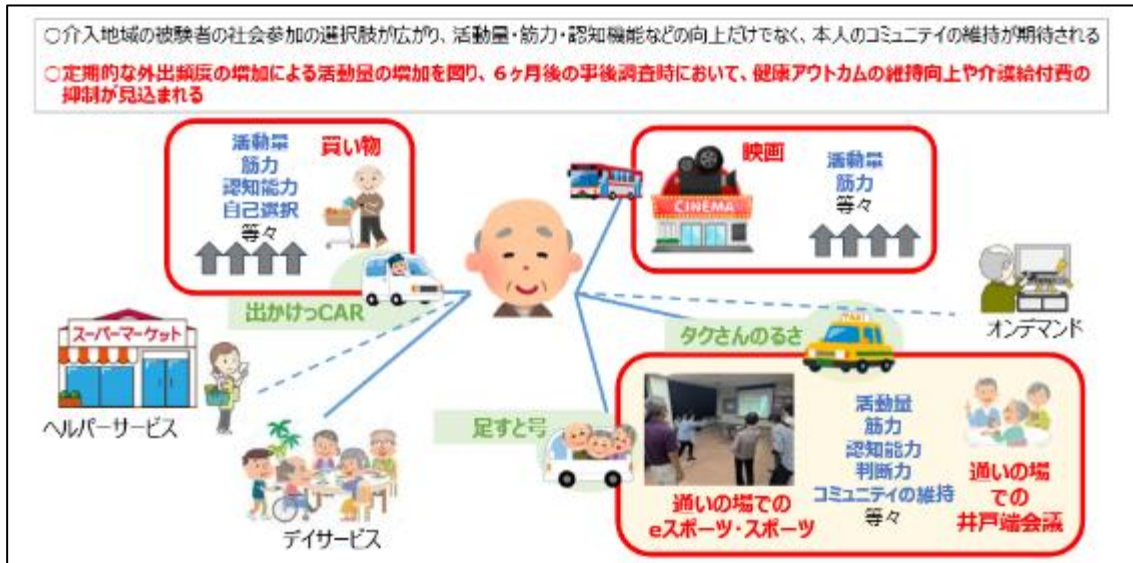 ○介入地域の被験者の社会参加の選択肢が広がり、活動量・筋力・認知機能などの向上だけでなく、本人のコミュニティの維持が期待される
○定期的な外出頻度の増加による活動量の増加を図り、6ヶ月後の事後調査時において、健康アウトカムの維持向上や介護給付費の
抑制が見込まれる
活動量
筋力
認知能力
自己選択
等々
買い物
映画
CINEMA
活動量
筋力
等々
出かけっCAR
スーパーマーケット
ヘルパーサービス
デイサービス
足すと号
タクさんのるさ
TAXI
オンデマンド
通いの場での
eスポーツ・スポーツ
活動量
筋力
認知能力
判断力
コミュニティの維持
等々
通いの場
での
井戸端会議